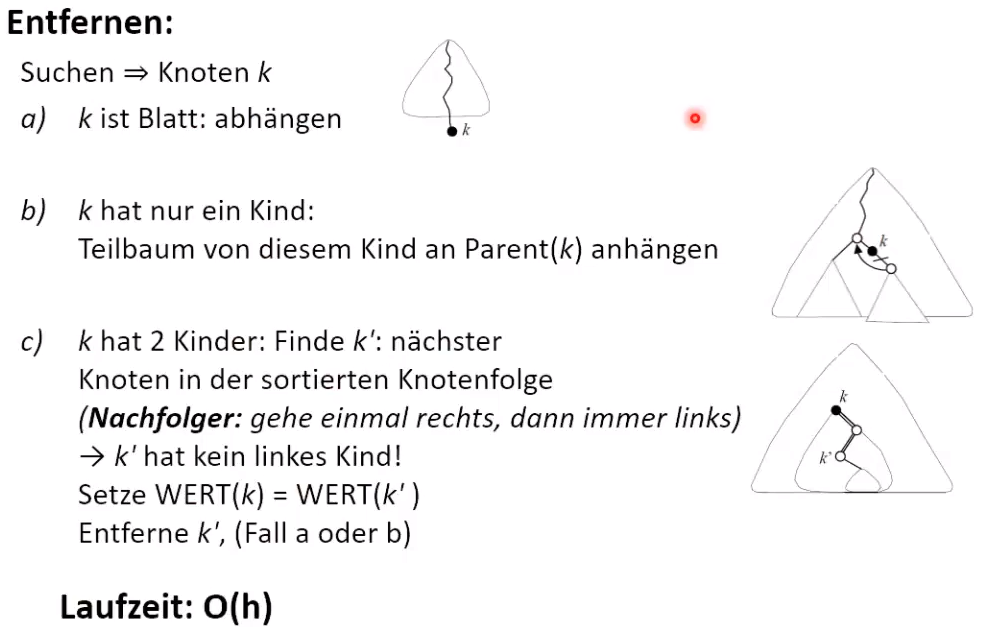 Entfernen:
Suchen ⇒ Knoten k
a) k ist Blatt: abhängen
k
b) k hat nur ein Kind:
Teilbaum von diesem Kind an Parent(k) anhängen
k
c) k hat 2 Kinder: Finde k': nächster
Knoten in der sortierten Knotenfolge
(Nachfolger: gehe einmal rechts, dann immer links)
→ k' hat kein linkes Kind!
Setze WERT(k) = WERT(k' )
Entferne k', (Fall a oder b)
k
k'
Laufzeit: O(h)